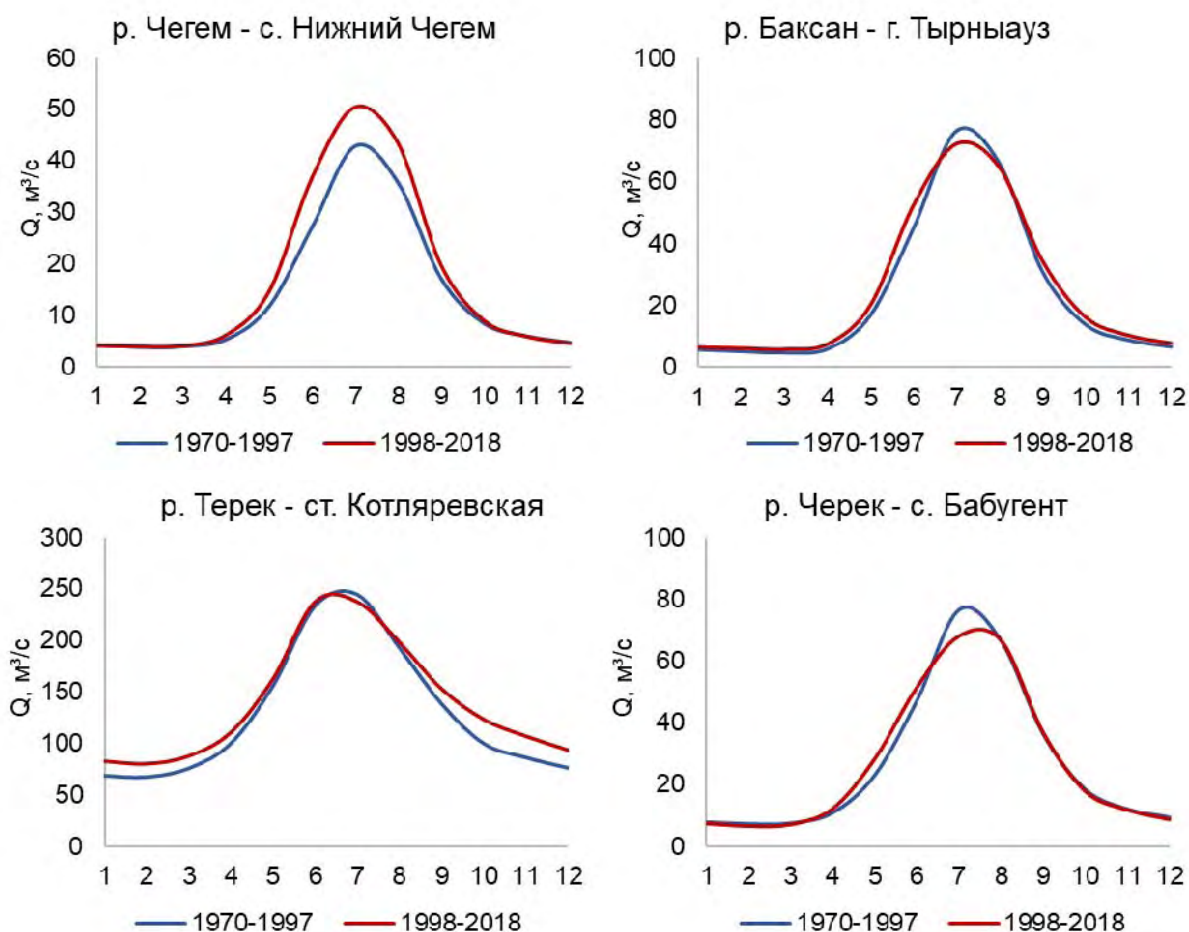 р. Чегем - с. Нижний Чегем
60
50
40
30
20
10
0
Q, м³/с
1 2 3 4 5 6 7 8 9 10 11 12
1970-1997 1998-2018
р. Баксан - г. Тырныауз
100
80
60
40
20
0
Q, м³/с
1 2 3 4 5 6 7 8 9 10 11 12
1970-1997 1998-2018
р. Терек - ст. Котляревская
300
250
200
150
100
50
0
Q, м³/с
1 2 3 4 5 6 7 8 9 10 11 12
1970-1997 1998-2018
р. Черек - с. Бабугент
100
80
60
40
20
0
Q, м³/с
1 2 3 4 5 6 7 8 9 10 11 12
1970-1997 1998-2018